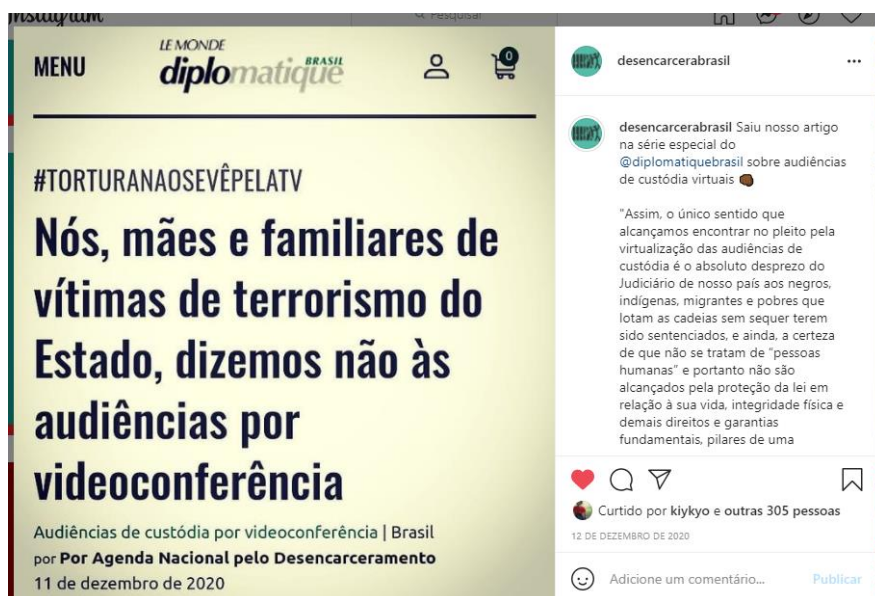 Instagram
Pesquisar
MENU
LE MONDE
diplomatique
BRASIL
0
#TORTURANAOSEVÊPELATV
Nós, mães e familiares de
vítimas de terrorismo do
Estado, dizemos não às
audiências por
videoconferência
Audiências de custódia por videoconferência | Brasil
por Por Agenda Nacional pelo Desencarceramento
11 de dezembro de 2020
desencarcerabrasil
desencarcerabrasil Saiu nosso artigo
na série especial do
@diplomatiquebrasil sobre audiências
de custódia virtuais
"Assim, o único sentido que
alcançamos encontrar no pleito pela
virtualização das audiências de
custódia é o absoluto desprezo do
Judiciário de nosso país aos negros,
indígenas, migrantes e pobres que
lotam as cadeias sem sequer terem
sido sentenciados, e ainda, a certeza
de que não se tratam de "pessoas
humanas" e portanto não são
alcançados pela proteção da lei em
relação à sua vida, integridade física e
demais direitos e garantias
fundamentais, pilares de uma
Curtido por kiykyo e outras 305 pessoas
12 DE DEZEMBRO DE 2020
Adicione um comentário...
Publicar